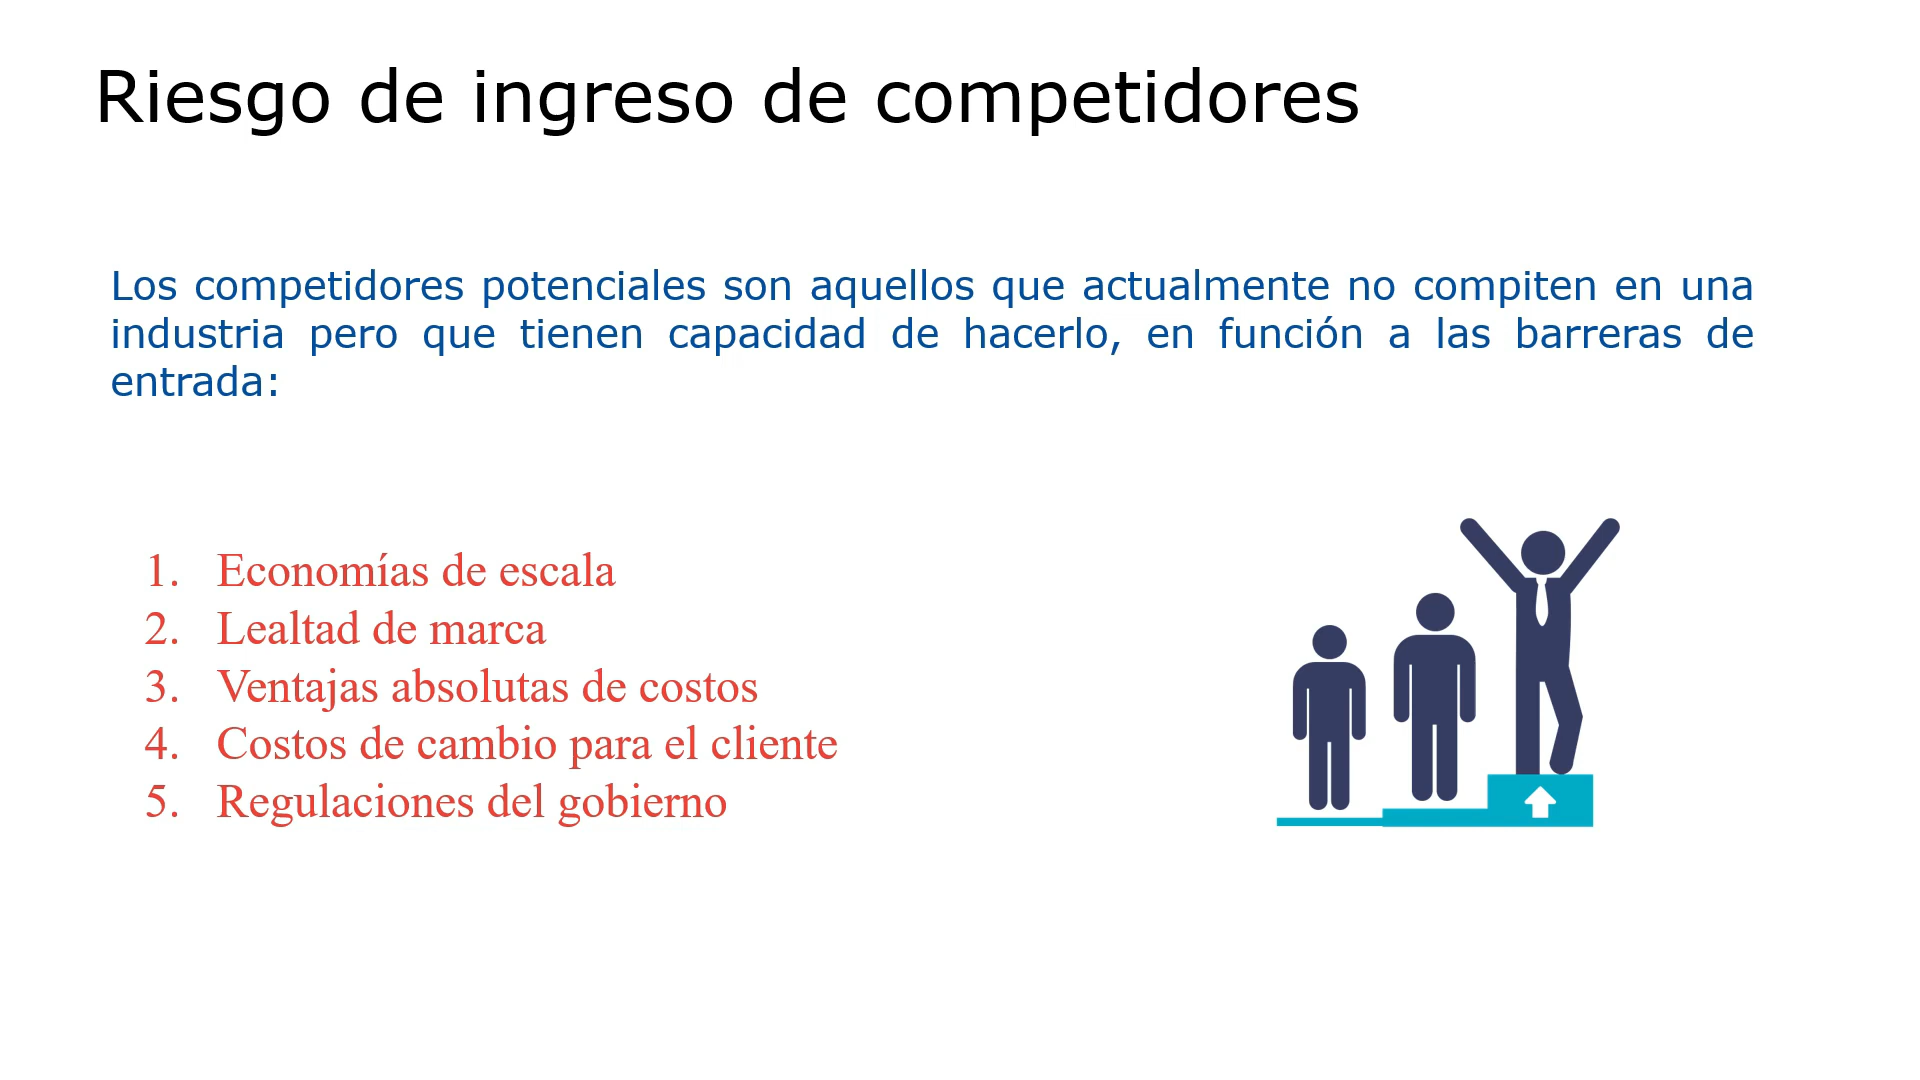 Riesgo de ingreso de competidores
Los competidores potenciales son aquellos que actualmente no compiten en una
industria pero que tienen capacidad de hacerlo, en función a las barreras de
entrada:
1. Economías de escala
2. Lealtad de marca
3. Ventajas absolutas de costos
4. Costos de cambio para el cliente
5. Regulaciones del gobierno